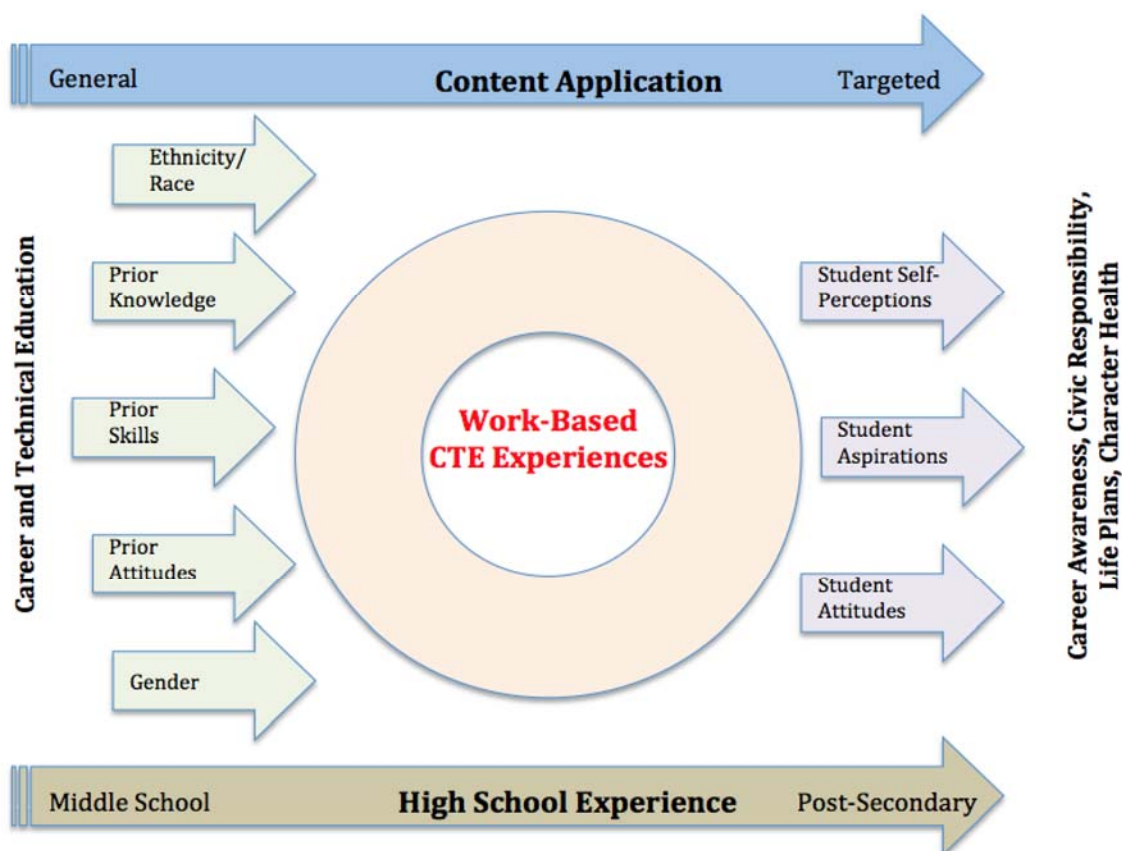 General Content Application Targeted
Ethnicity/
Race
Prior
Knowledge
Prior
Skills
Prior
Attitudes
Gender
Career and Technical Education
Work-Based
CTE Experiences
Student Self-
Perceptions
Student
Aspirations
Student
Attitudes
Career Awareness, Civic Responsibility,
Life Plans, Character Health
Middle School High School Experience Post-Secondary